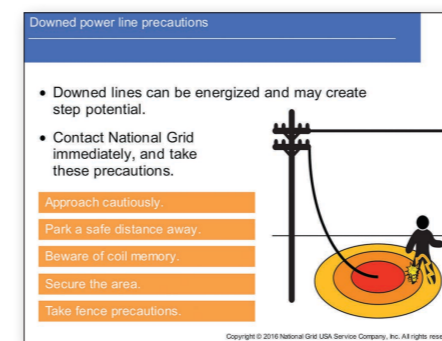 Downed power line precautions
• Downed lines can be energized and may create
step potential.
• Contact National Grid
immediately, and take
these precautions.
Approach cautiously.
Park a safe distance away.
Beware of coil memory.
Secure the area.
Take fence precautions.
Copyright © 2016 National Grid USA Service Company, Inc. All rights